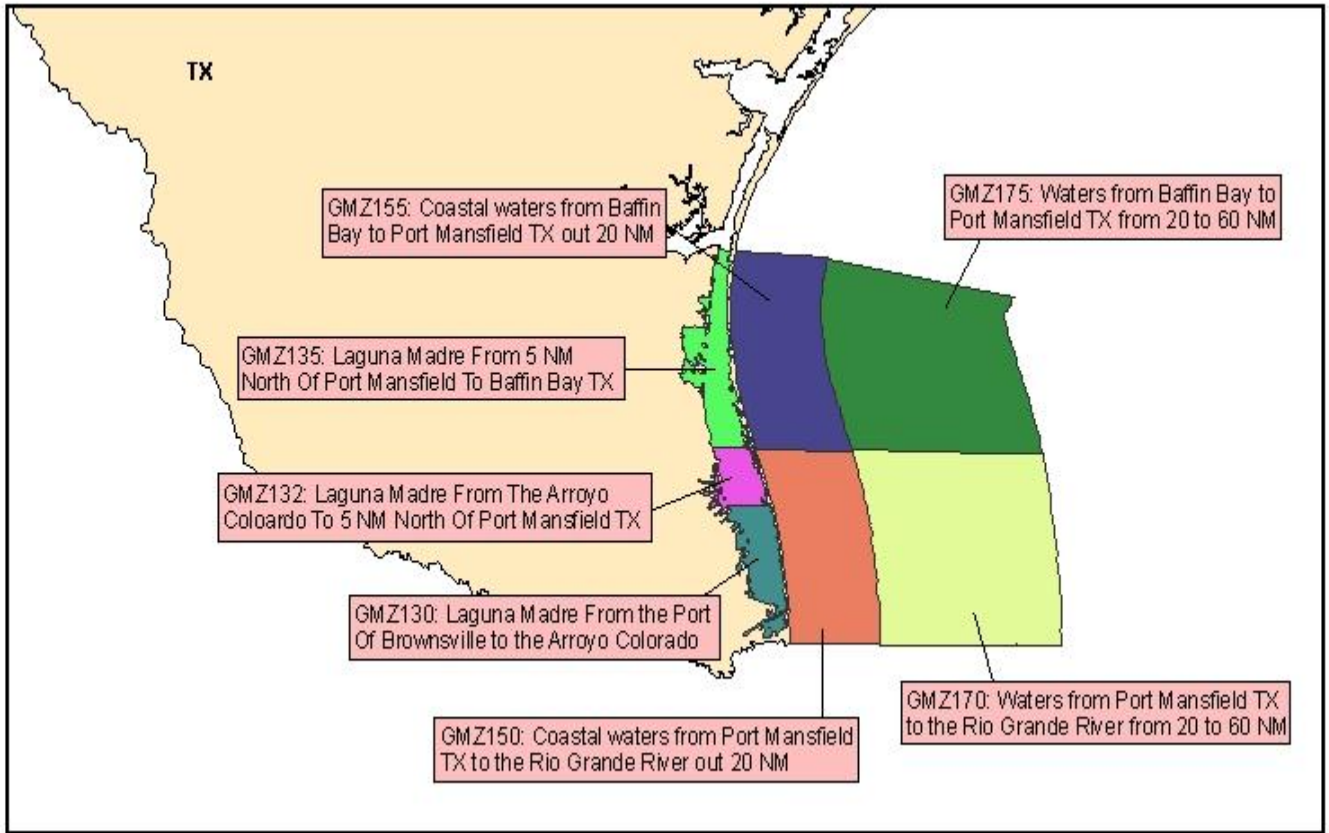 TX
GMZ155: Coastal waters from Baffin
Bay to Port Mansfield TX out 20 NM
GMZ175: Waters from Baffin Bay to
Port Mansfield TX from 20 to 60 NM
GMZ135: Laguna Madre From 5 NM
North Of Port Mansfield To Baffin Bay TX
GMZ132: Laguna Madre From The Arroyo
Coloardo To 5 NM North Of Port Mansfield TX
GMZ130: Laguna Madre From the Port
Of Brownsville to the Arroyo Colorado
GMZ170: Waters from Port Mansfield TX
to the Rio Grande River from 20 to 60 NM
GMZ150: Coastal waters from Port Mansfield
TX to the Rio Grande River out 20 NM